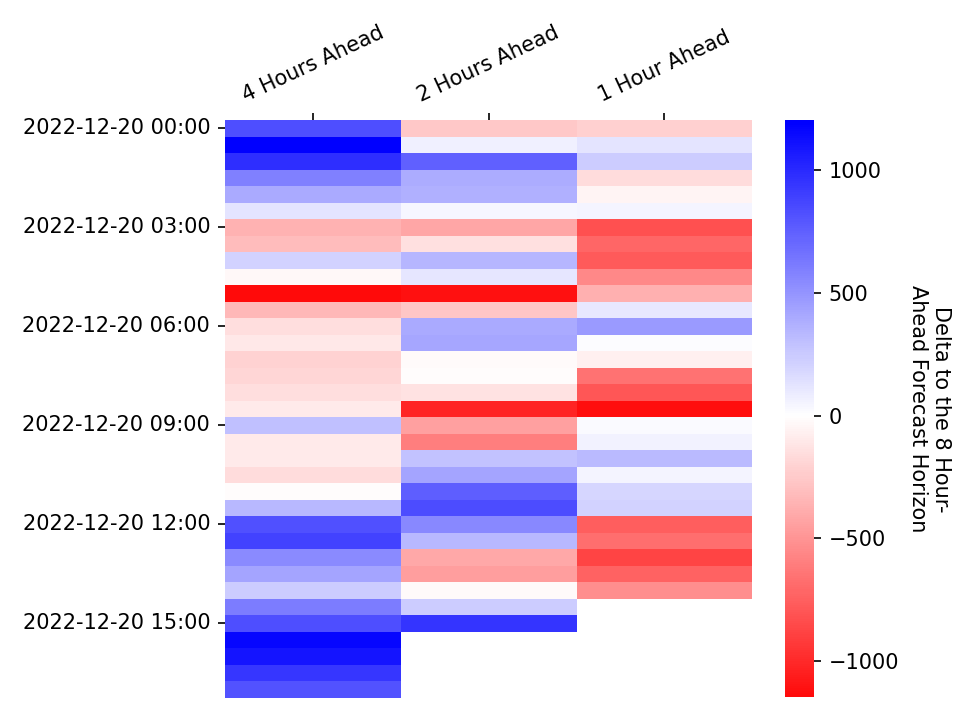 4 Hours Ahead
2 Hours Ahead
1 Hour Ahead
2022-12-20 00:00
2022-12-20 03:00
2022-12-20 06:00
2022-12-20 09:00
2022-12-20 12:00
2022-12-20 15:00
1000
500
0
−500
−1000
Delta to the 8 Hour-
Ahead Forecast Horizon